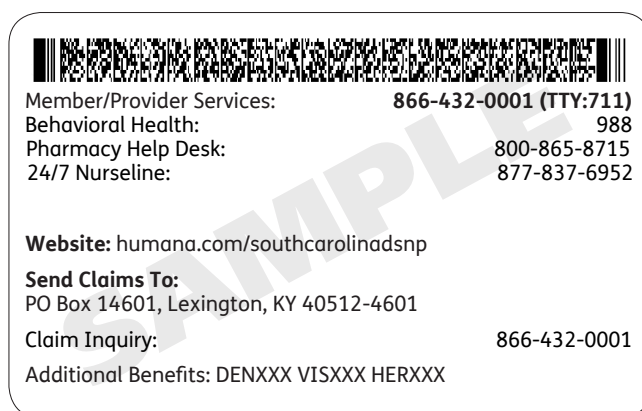 Member/Provider Services: 866-432-0001 (TTY:711)
Behavioral Health: 988
Pharmacy Help Desk: 800-865-8715
24/7 Nurseline: 877-837-6952
Website: humana.com/southcarolinadsnp
Send Claims To:
PO Box 14601, Lexington, KY 40512-4601
Claim Inquiry: 866-432-0001
Additional Benefits: DENXXX VISXXX HERXXX
SAMPLE